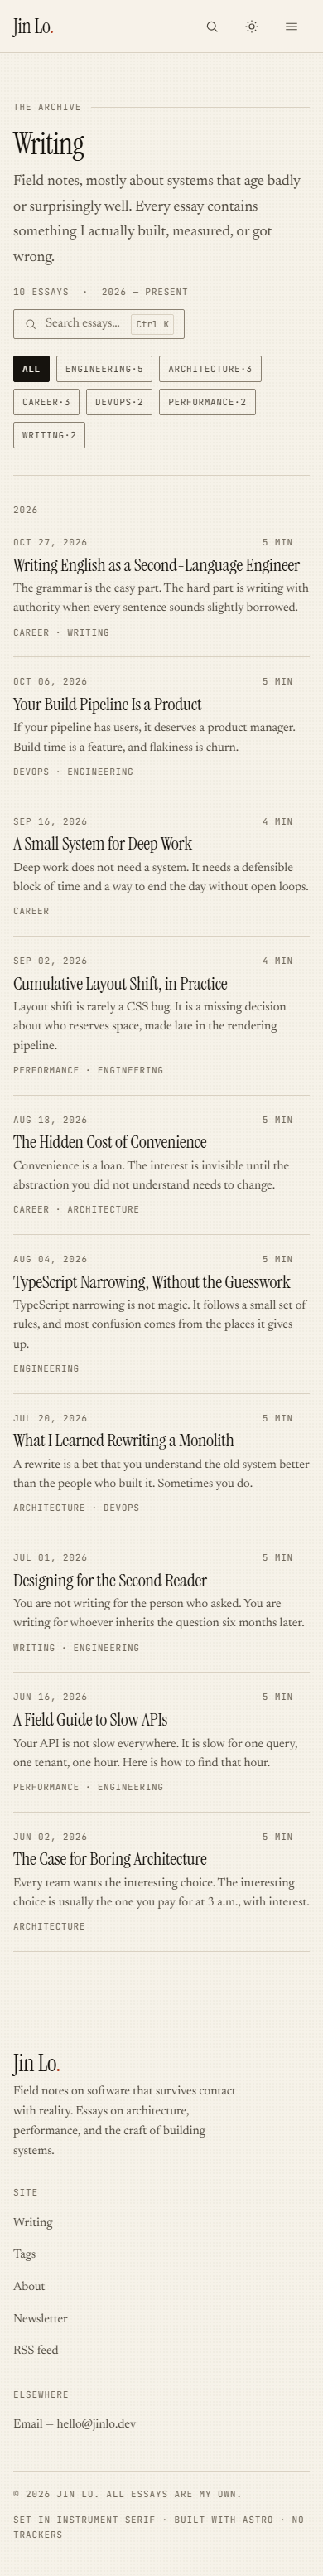 Jin Lo.
THE ARCHIVE
Writing
Field notes, mostly about systems that age badly
or surprisingly well. Every essay contains
something I actually built, measured, or got
wrong.
10 ESSAYS · 2026 — PRESENT
Search essays... Ctrl K
ALL ENGINEERING·5 ARCHITECTURE·3
CAREER·3 DEVOPS·2 PERFORMANCE·2
WRITING·2
2026
OCT 27, 2026 5 MIN
Writing English as a Second-Language Engineer
The grammar is the easy part. The hard part is writing with
authority when every sentence sounds slightly borrowed.
CAREER · WRITING
OCT 06, 2026 5 MIN
Your Build Pipeline Is a Product
If your pipeline has users, it deserves a product manager.
Build time is a feature, and flakiness is churn.
DEVOPS · ENGINEERING
SEP 16, 2026 4 MIN
A Small System for Deep Work
Deep work does not need a system. It needs a defensible
block of time and a way to end the day without open loops.
CAREER
SEP 02, 2026 4 MIN
Cumulative Layout Shift, in Practice
Layout shift is rarely a CSS bug. It is a missing decision
about who reserves space, made late in the rendering
pipeline.
PERFORMANCE · ENGINEERING
AUG 18, 2026 5 MIN
The Hidden Cost of Convenience
Convenience is a loan. The interest is invisible until the
abstraction you did not understand needs to change.
CAREER · ARCHITECTURE
AUG 04, 2026 5 MIN
TypeScript Narrowing, Without the Guesswork
TypeScript narrowing is not magic. It follows a small set of
rules, and most confusion comes from the places it gives
up.
ENGINEERING
JUL 20, 2026 5 MIN
What I Learned Rewriting a Monolith
A rewrite is a bet that you understand the old system better
than the people who built it. Sometimes you do.
ARCHITECTURE · DEVOPS
JUL 01, 2026 5 MIN
Designing for the Second Reader
You are not writing for the person who asked. You are
writing for whoever inherits the question six months later.
WRITING · ENGINEERING
JUN 16, 2026 5 MIN
A Field Guide to Slow APIs
Your API is not slow everywhere. It is slow for one query,
one tenant, one hour. Here is how to find that hour.
PERFORMANCE · ENGINEERING
JUN 02, 2026 5 MIN
The Case for Boring Architecture
Every team wants the interesting choice. The interesting
choice is usually the one you pay for at 3 a.m., with interest.
ARCHITECTURE
Jin Lo.
Field notes on software that survives contact
with reality. Essays on architecture,
performance, and the craft of building
systems.
SITE
Writing
Tags
About
Newsletter
RSS feed
ELSEWHERE
Email — hello@jinlo.dev
© 2026 JIN LO. ALL ESSAYS ARE MY OWN.
SET IN INSTRUMENT SERIF · BUILT WITH ASTRO · NO
TRACKERS